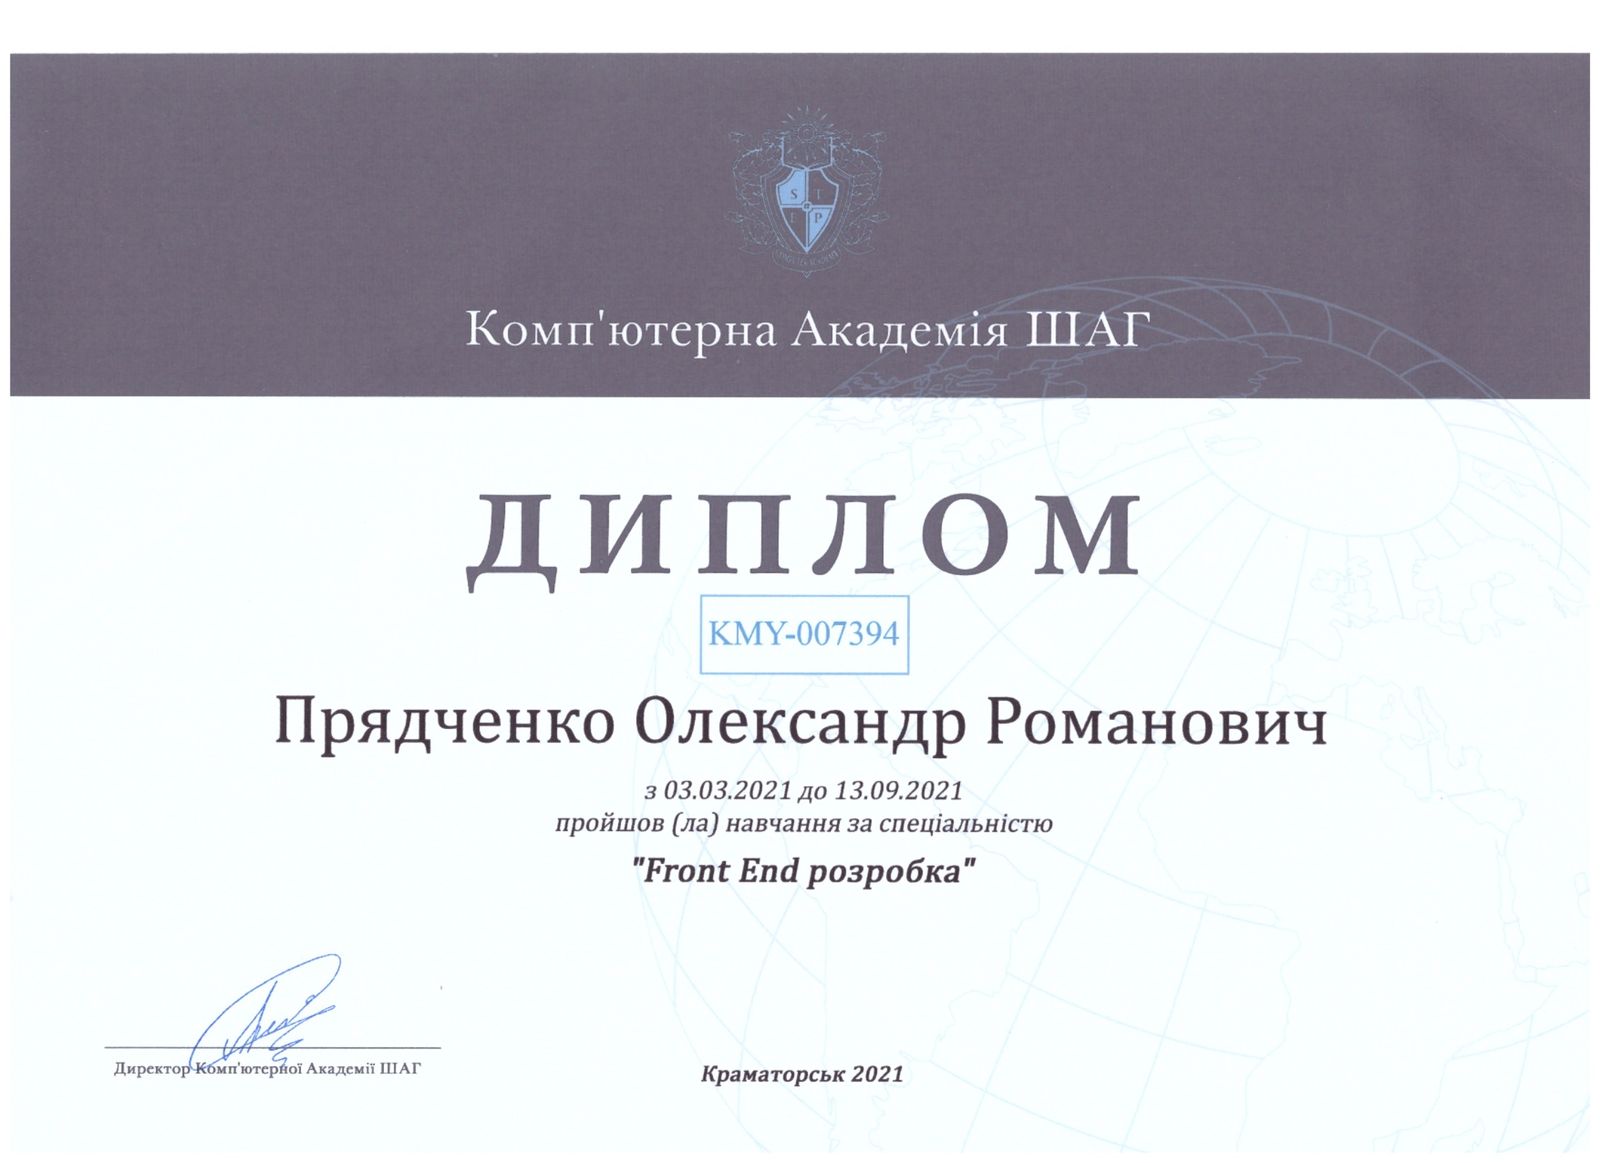 S T
E P
Комп'ютерна Академія ШАГ
ДИПЛОМ
KMY-007394
Прядченко Олександр Романович
з 03.03.2021 до 13.09.2021
пройшов (ла) навчання за спеціальністю
"Front End розробка"
Директор Комп'ютерної Академії ШАГ
Краматорськ 2021